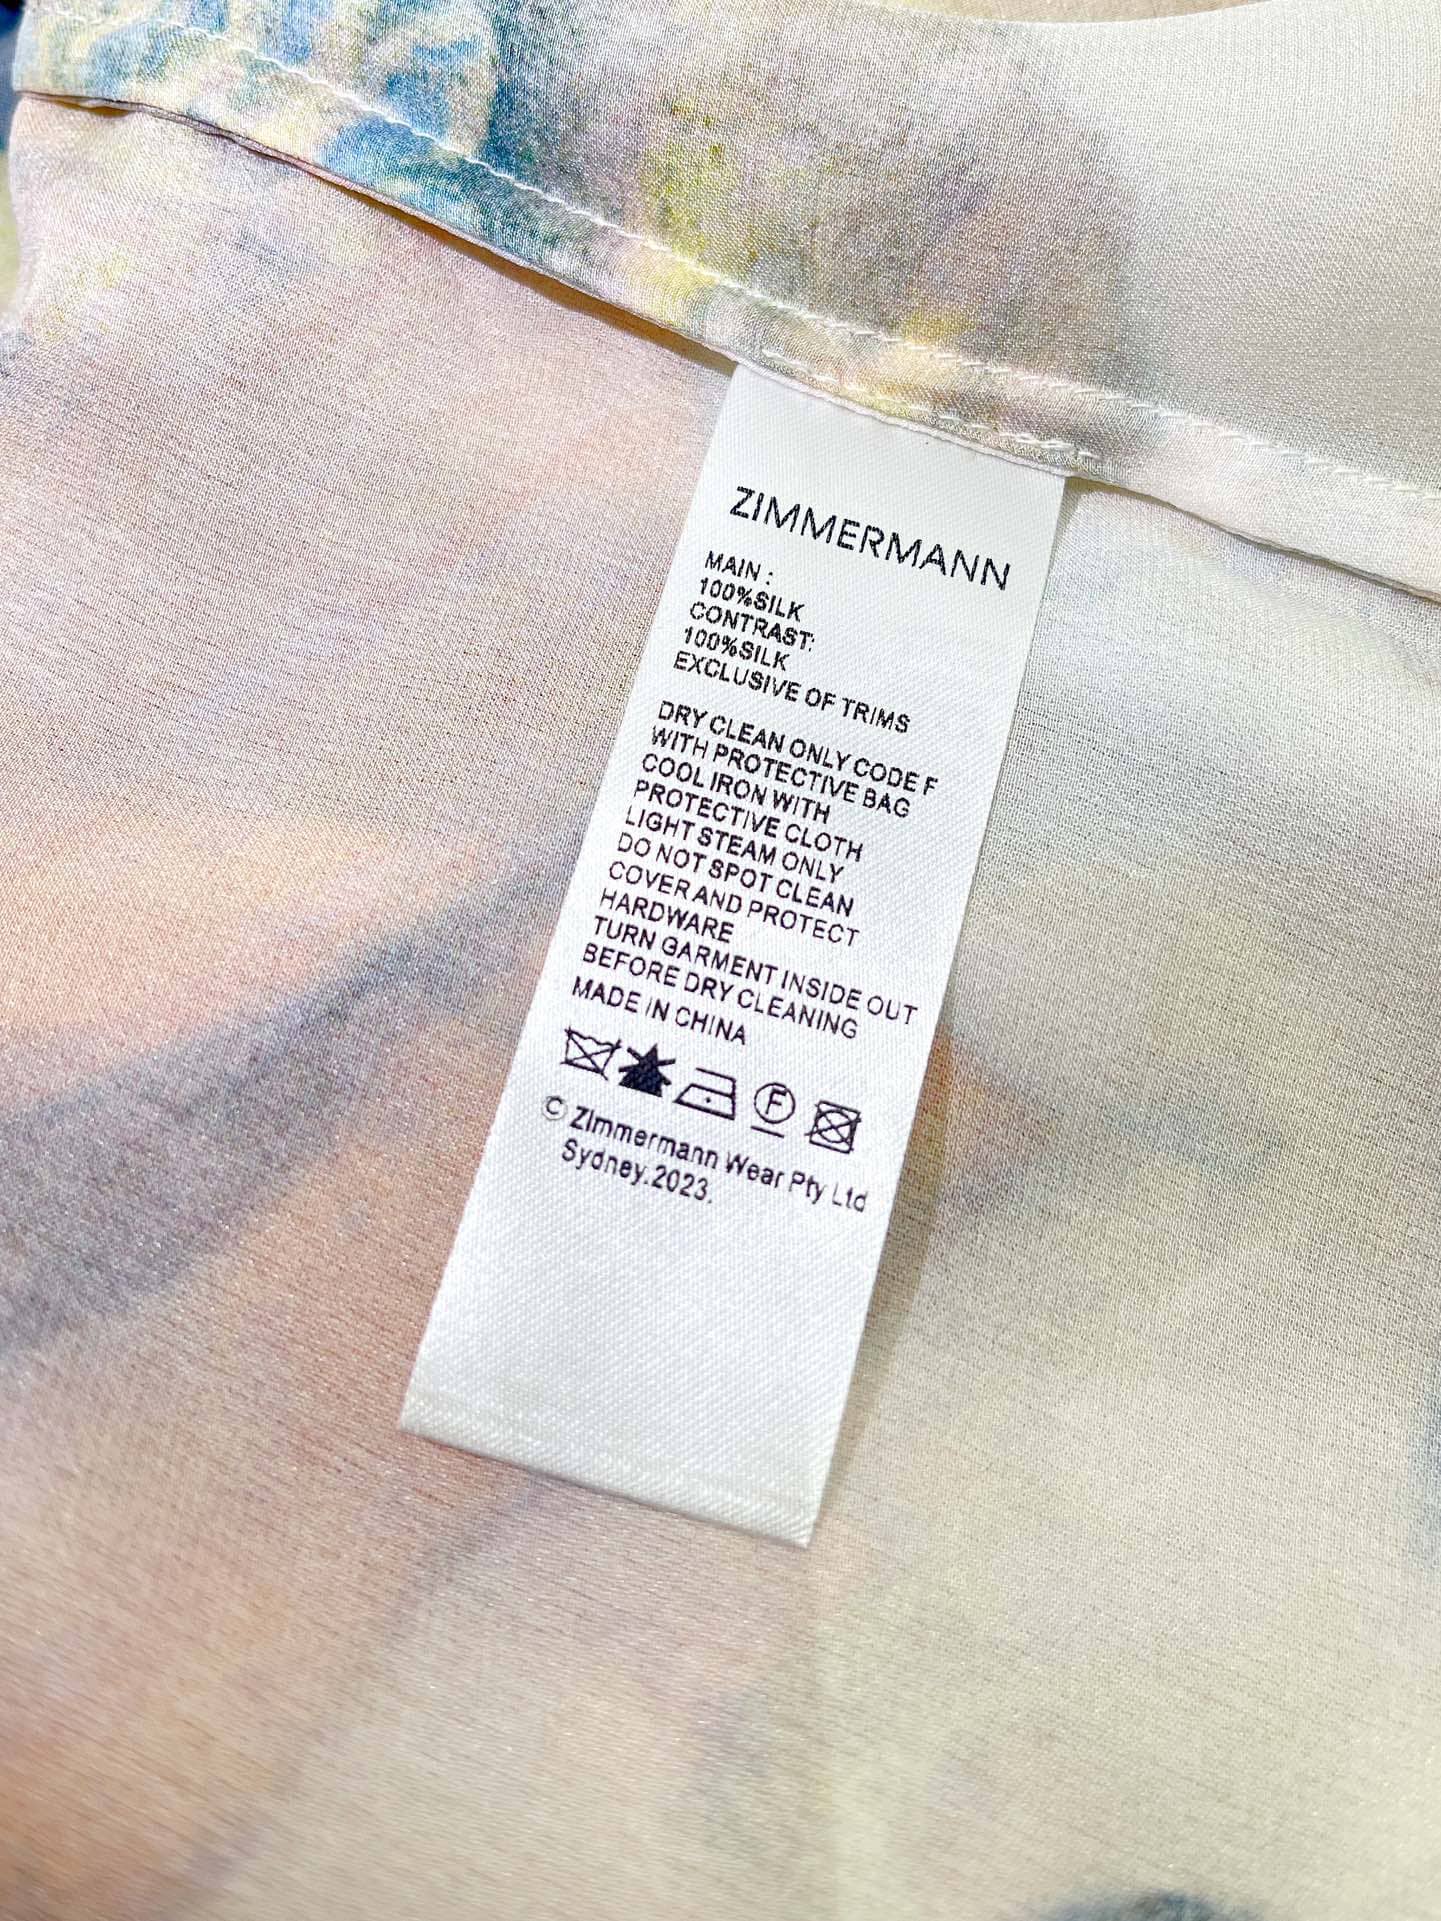 ZIMMERMANN
MAIN :
100%SILK
CONTRAST:
100%SILK
EXCLUSIVE OF TRIMS
DRY CLEAN ONLY CODE F
WITH PROTECTIVE BAG
COOL IRON WITH
PROTECTIVE CLOTH
LIGHT STEAM ONLY
DO NOT SPOT CLEAN
COVER AND PROTECT
HARDWARE
TURN GARMENT INSIDE OUT
BEFORE DRY CLEANING
MADE IN CHINA
F
© Zimmermann Wear Pty Ltd
Sydney.2023.